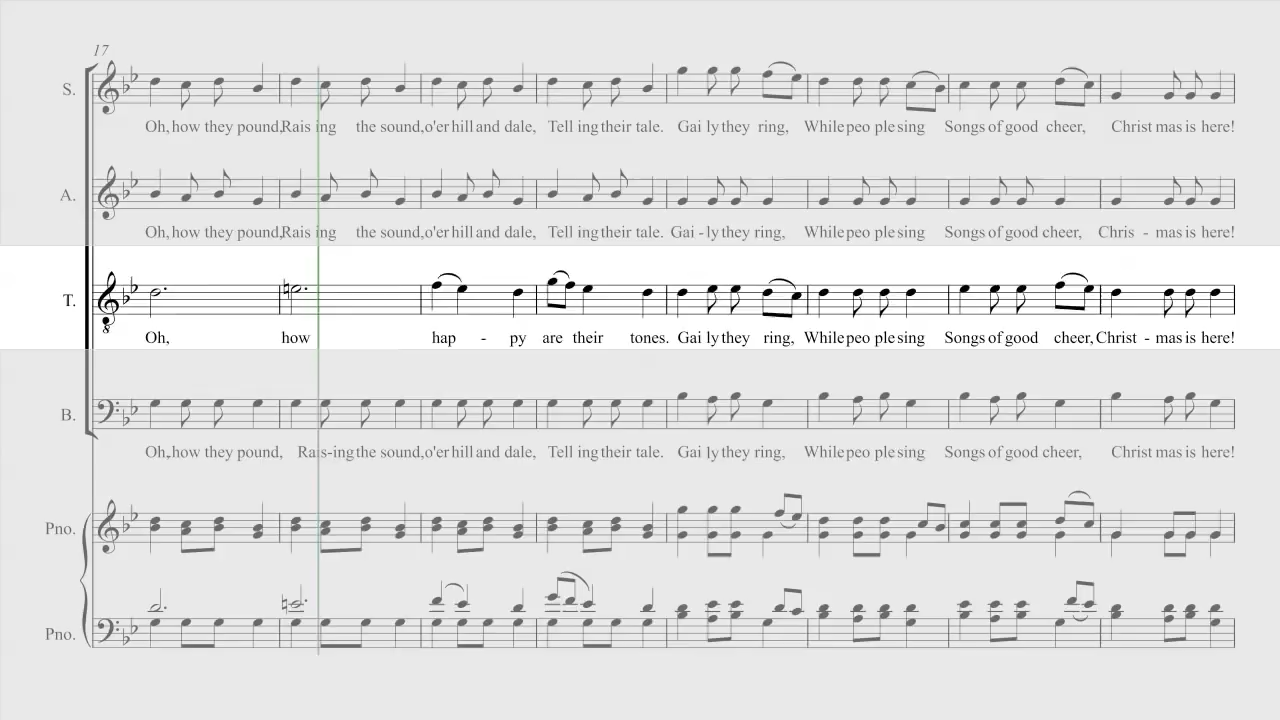 17
S.
Oh, how they pound, Rais ing the sound, o'er hill and dale, Tell ing their tale. Gai ly they ring, While peo ple sing Songs of good cheer, Christ mas is here!
A.
Oh, how they pound, Rais ing the sound, o'er hill and dale, Tell ing their tale. Gai - ly they ring, While peo ple sing Songs of good cheer, Chris - mas is here!
T.
8
Oh, how hap - py are their tones. Gai ly they ring, While peo ple sing Songs of good cheer, Christ - mas is here!
B.
Oh, how they pound, Rais-ing the sound, o'er hill and dale, Tell ing their tale. Gai ly they ring, While peo ple sing Songs of good cheer, Christ mas is here!
Pno.
Pno.